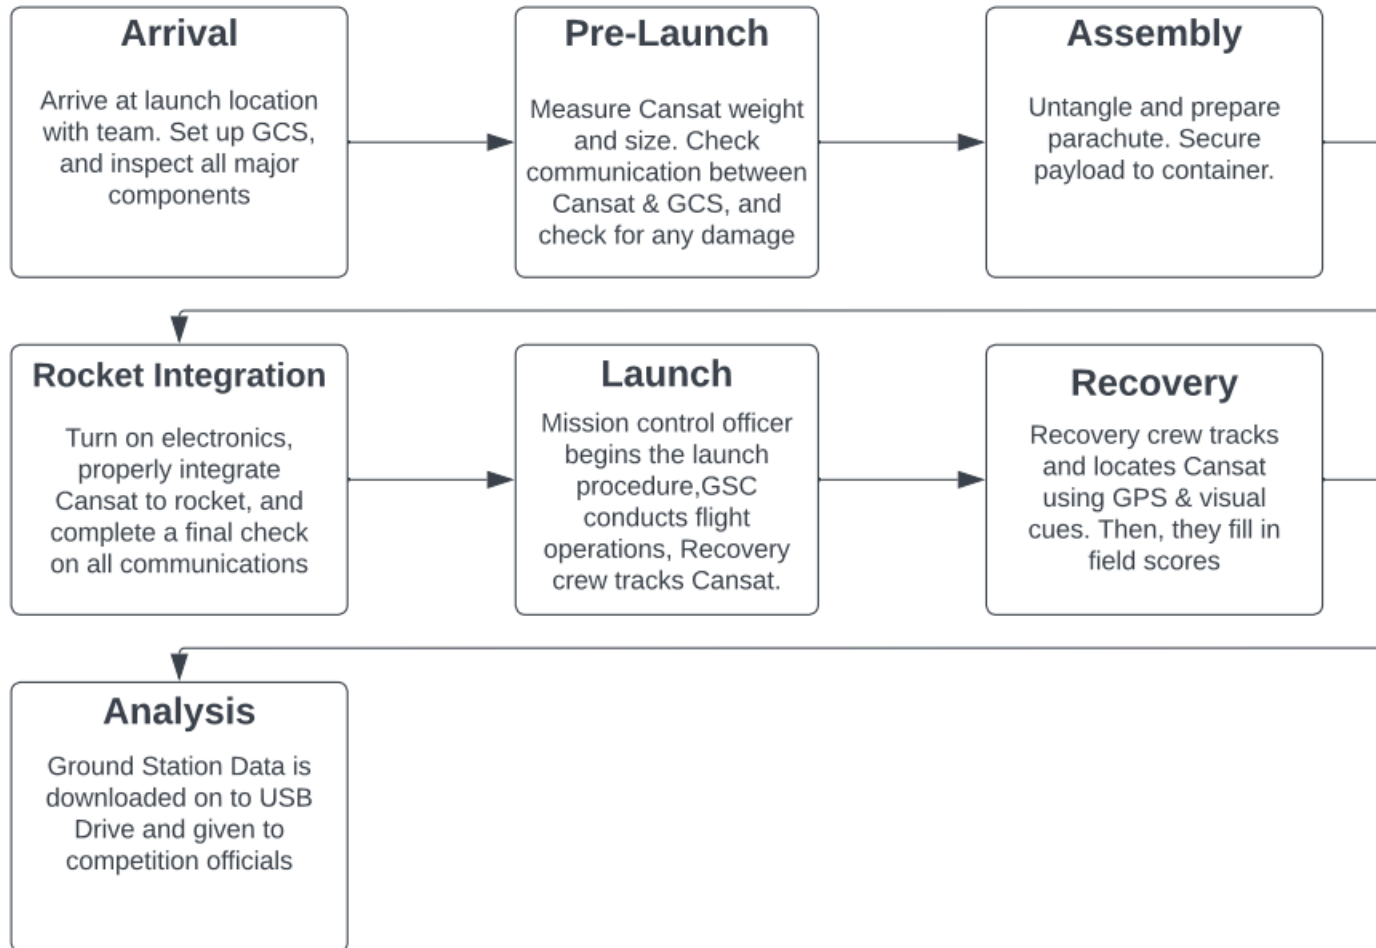 Arrival
Arrive at launch location
with team. Set up GCS,
and inspect all major
components
Pre-Launch
Measure Cansat weight
and size. Check
communication between
Cansat & GCS, and
check for any damage
Assembly
Untangle and prepare
parachute. Secure
payload to container.
Rocket Integration
Turn on electronics,
properly integrate
Cansat to rocket, and
complete a final check
on all communications
Launch
Mission control officer
begins the launch
procedure,GSC
conducts flight
operations, Recovery
crew tracks Cansat.
Recovery
Recovery crew tracks
and locates Cansat
using GPS & visual
cues. Then, they fill in
field scores
Analysis
Ground Station Data is
downloaded on to USB
Drive and given to
competition officials